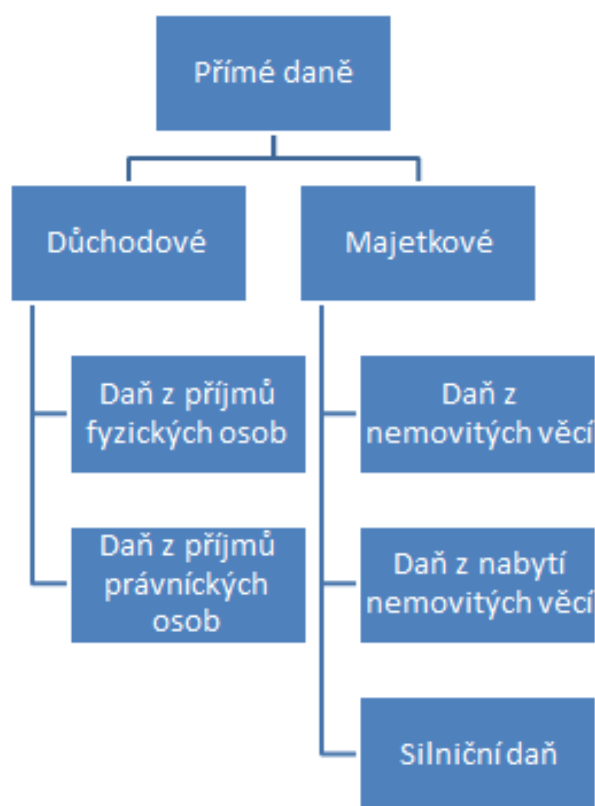 Přímé daně
Důchodové
Majetkové
Daň z příjmů
fyzických osob
Daň z
nemovitých věcí
Daň z příjmů
právníckých
osob
Daň z nabytí
nemovitých věcí
Silniční daň